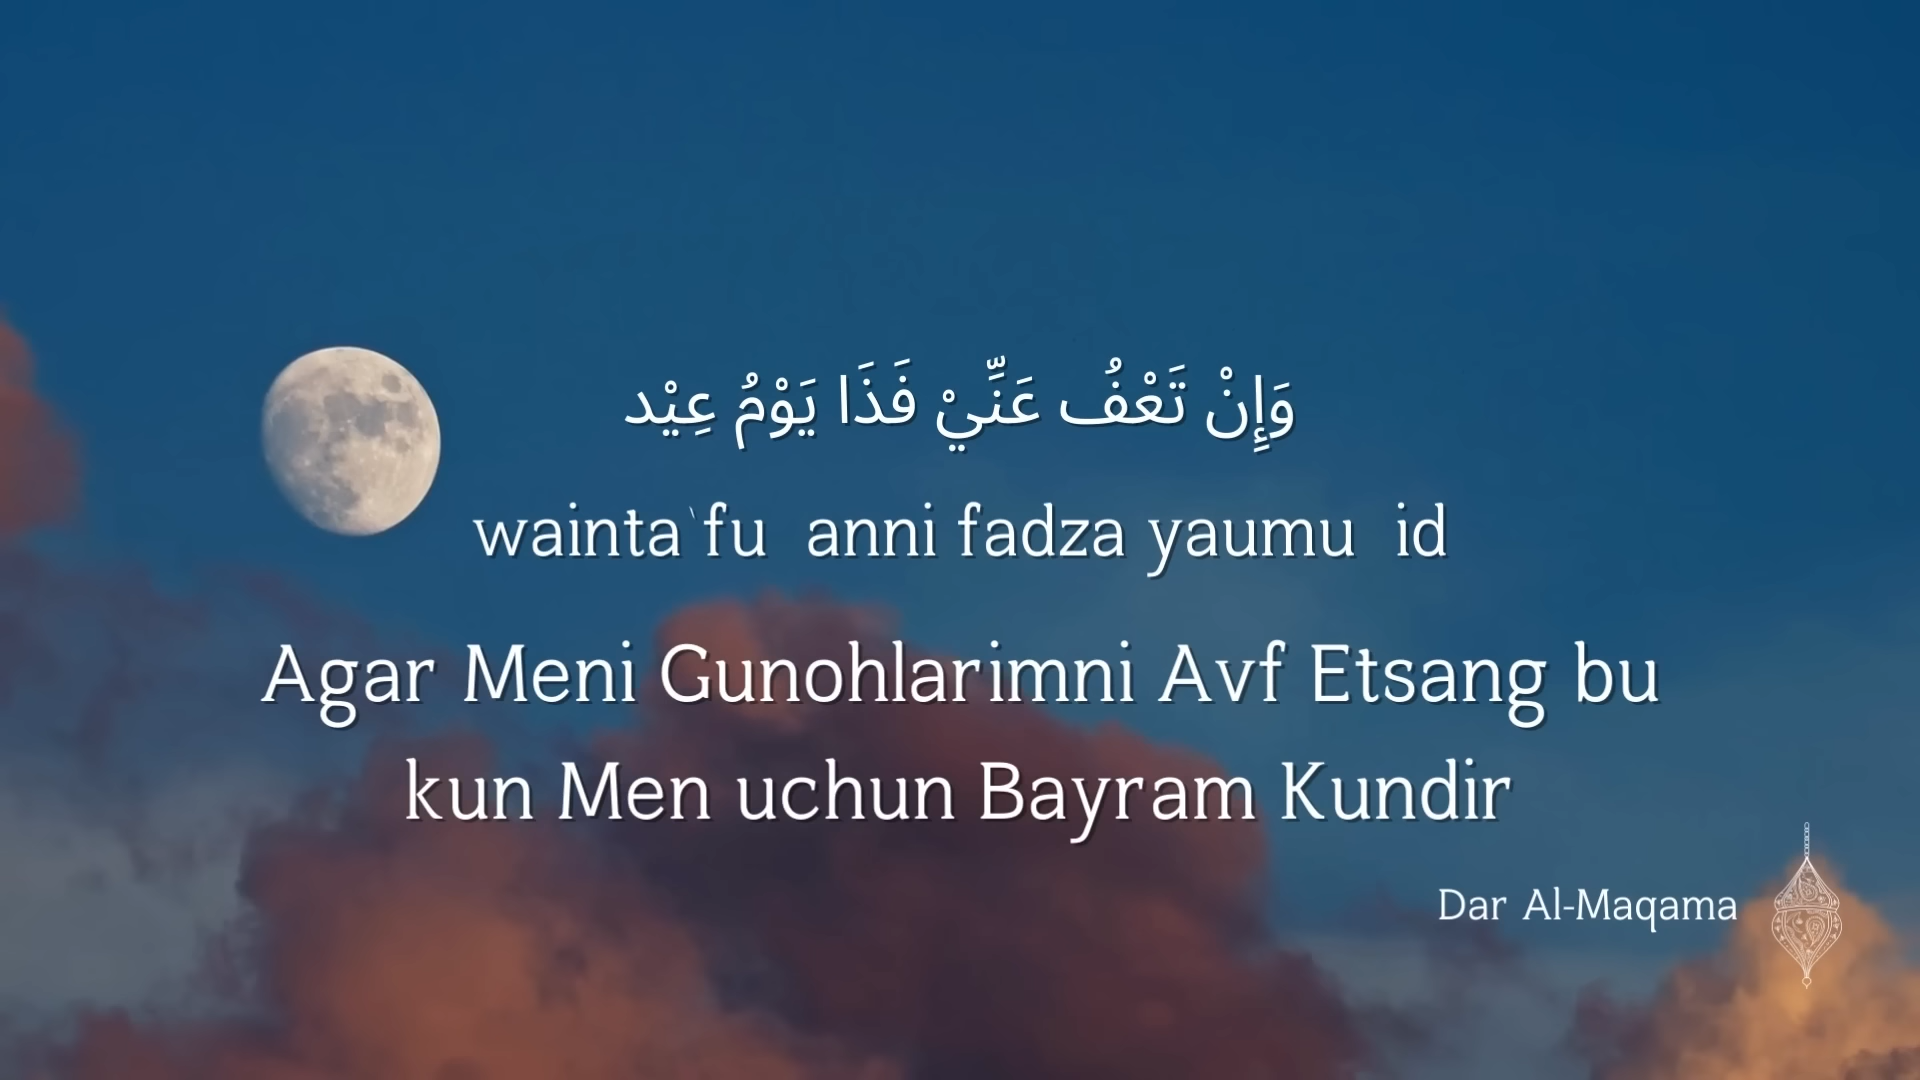 وَإِنْ تَعْفُ عَنِّيْ فَذَا يَوْمُ عِيْد
wainta`fu  anni fadza yaumu  id
Agar Meni Gunohlarimni Avf Etsang bu
kun Men uchun Bayram Kundir
Dar Al-Maqama